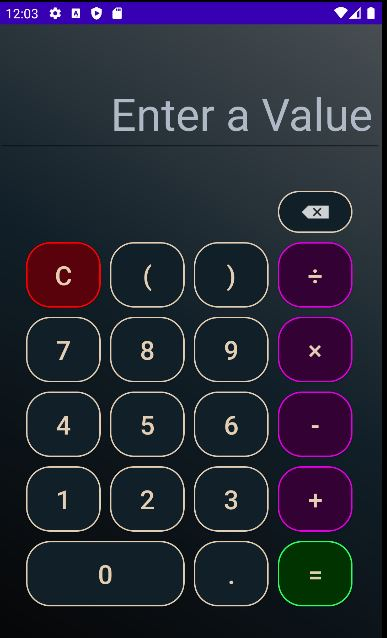 12:03
Enter a Value
C ( ) ÷
7 8 9 ×
4 5 6 -
1 2 3 +
0 . =